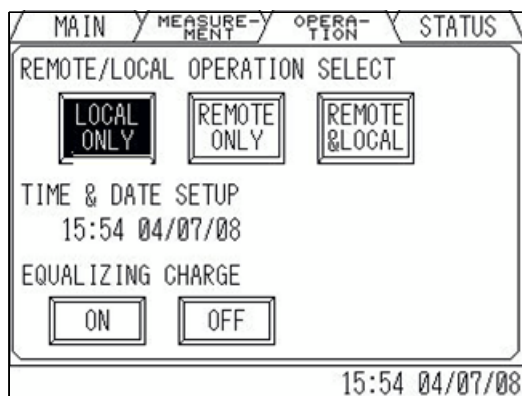 MAIN MEASURE-MENT OPERA-TION STATUS
REMOTE/LOCAL OPERATION SELECT
LOCAL ONLY REMOTE ONLY REMOTE &LOCAL
TIME & DATE SETUP
15:54 04/07/08
EQUALIZING CHARGE
ON OFF
15:54 04/07/08